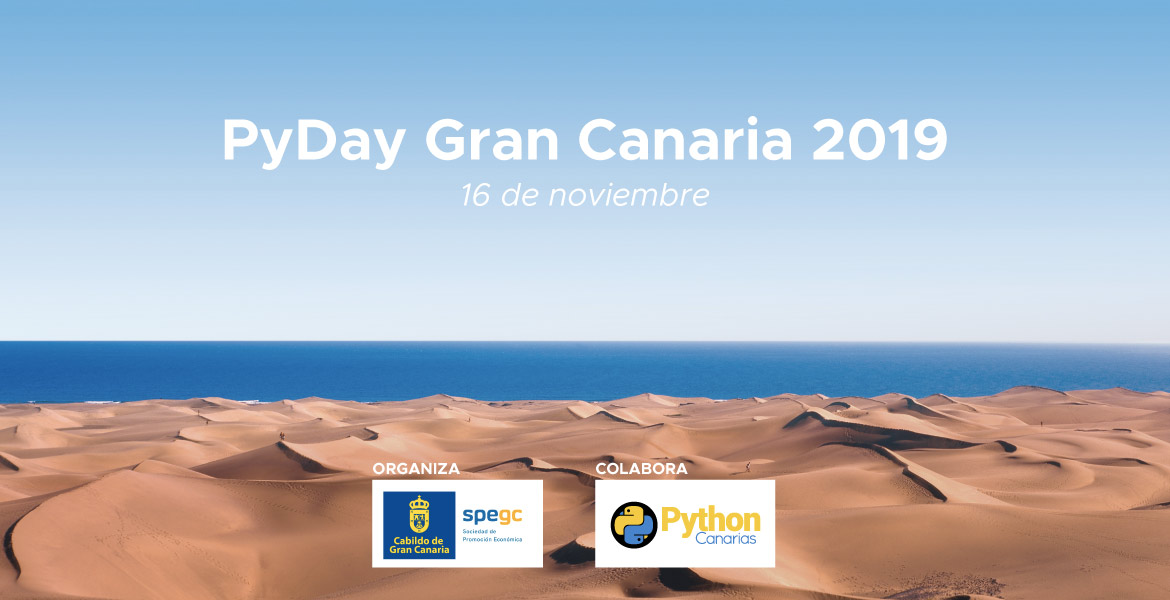 PyDay Gran Canaria 2019
16 de noviembre
ORGANIZA
Cabildo de
Gran Canaria
spegc
Sociedad de
Promoción Económica
COLABORA
Python
Canarias